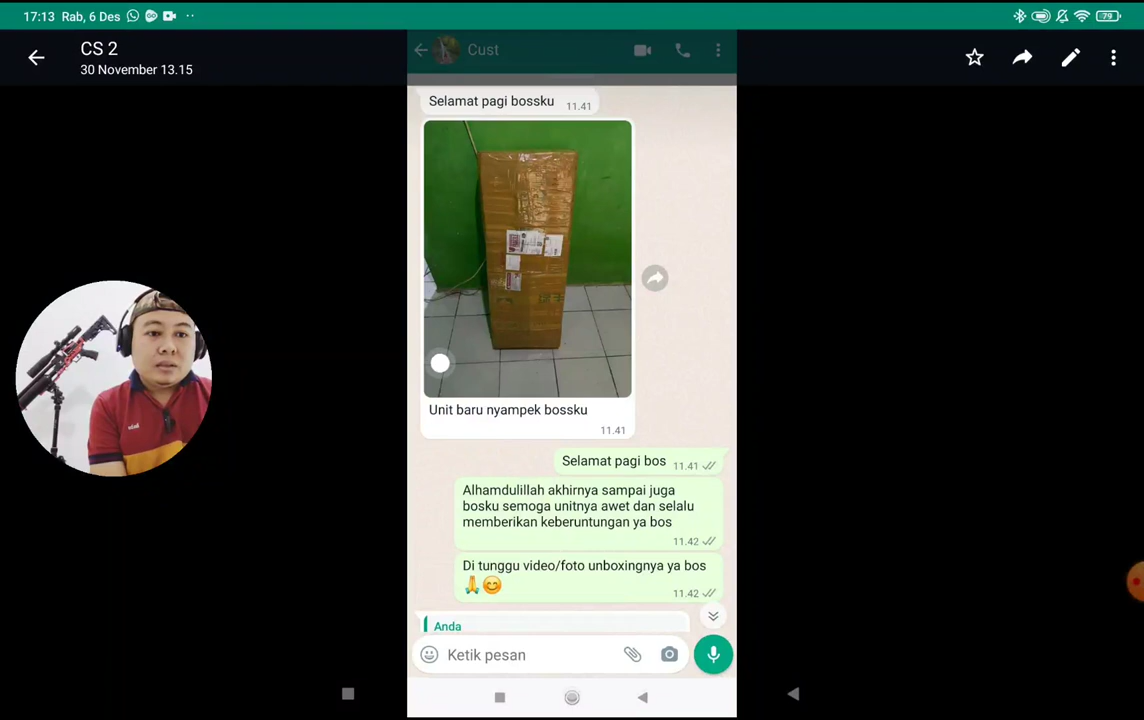 17:13 Rab, 6 Des
79
CS 2
30 November 13.15
Cust
Selamat pagi bossku
11.41
Unit baru nyampek bossku
11.41
Selamat pagi bos
11.41
Alhamdulillah akhirnya sampai juga
bosku semoga unitnya awet dan selalu
memberikan keberuntungan ya bos
11.42
Di tunggu video/foto unboxingnya ya bos
🙏😊
11.42
Anda
Ketik pesan